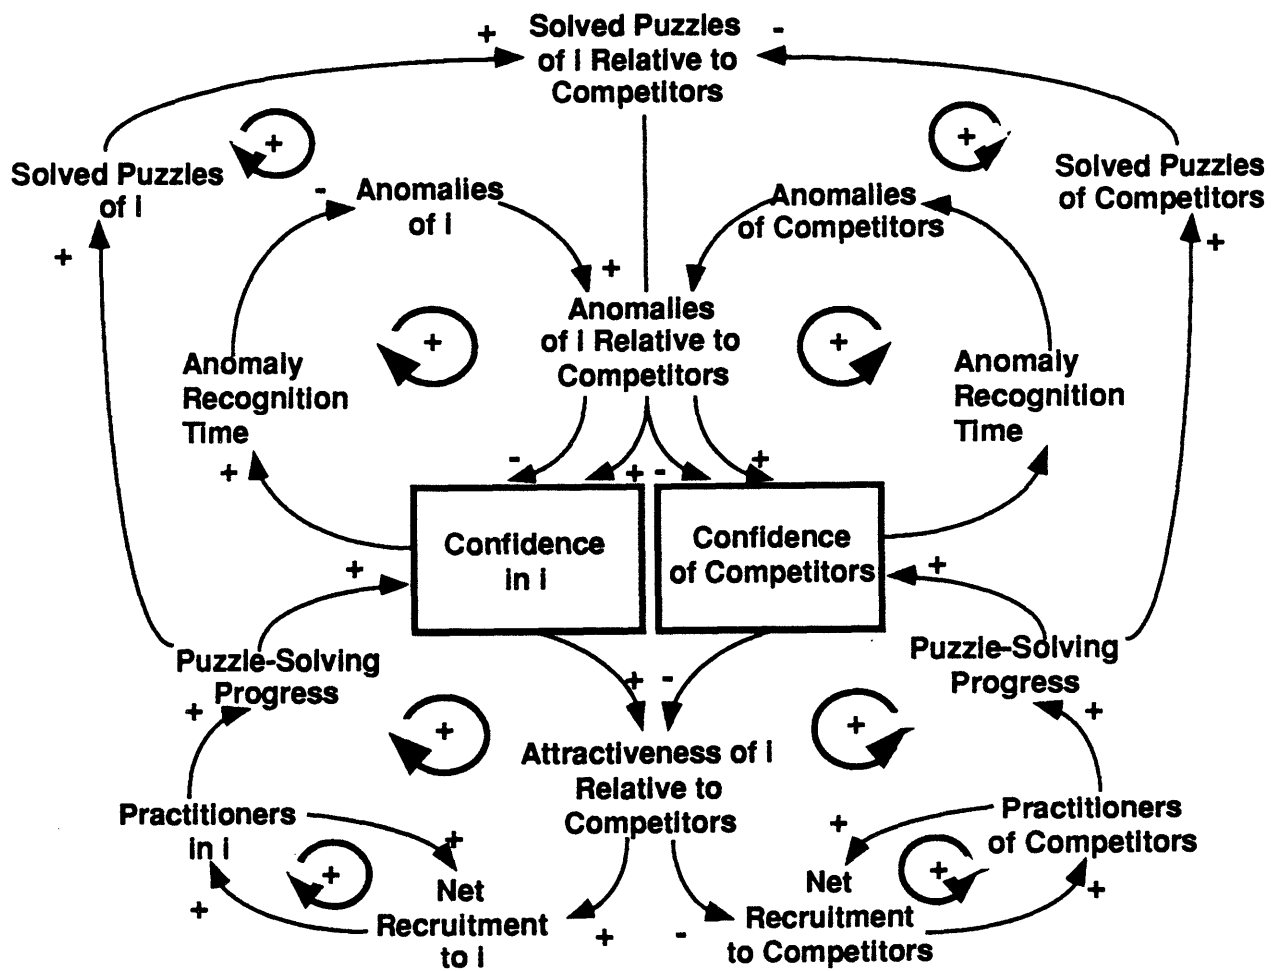 +
Solved Puzzles
of i Relative to
Competitors
-
+
+
Solved Puzzles
of i
-
Anomalies
of i
Anomalies
of Competitors
Solved Puzzles
of Competitors
+
+
+
Anomalies
of i Relative to
Competitors
+
+
Anomaly
Recognition
Time
+
Anomaly
Recognition
Time
-
+
-
+
Confidence
in i
Confidence
of Competitors
+
+
Puzzle-Solving
Progress
+
+
-
Puzzle-Solving
Progress
+
+
+
Attractiveness of i
Relative to
Competitors
Practitioners
in i
+
+
+
Net
Recruitment
to i
+
-
+
Net
Recruitment
to Competitors
+
Practitioners
of Competitors
+